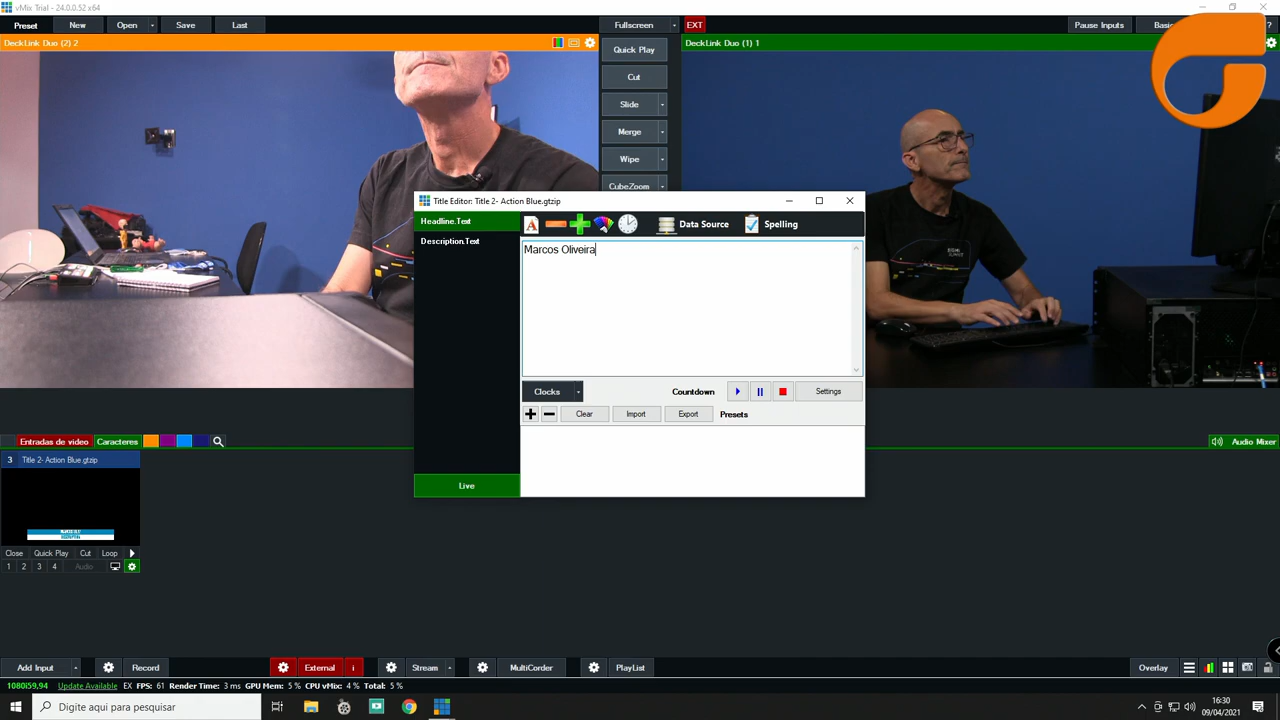 vMix Trial - 24.0.0.52 x64
Preset New Open Save Last Fullscreen EXT Pause Inputs Basic ?
DeckLink Duo (2) 2
DeckLink Duo (1) 1
Quick Play
Cut
Slide
Merge
Wipe
CubeZoom
Title Editor: Title 2- Action Blue.gtzip
Headline.Text
Description.Text
Data Source Spelling
Marcos Oliveira
Clocks Countdown Settings
Clear Import Export Presets
Live
Entradas de video Caracteres
Audio Mixer
3 Title 2- Action Blue.gtzip
Close Quick Play Cut Loop
1 2 3 4 Audio
Add Input Record External i Stream MultiCorder PlayList Overlay
1080i59,94 Update Available EX FPS: 61 Render Time: 3 ms GPU Mem: 5 % CPU vMix: 4 % Total: 5 %
Digite aqui para pesquisar
16:30
09/04/2021